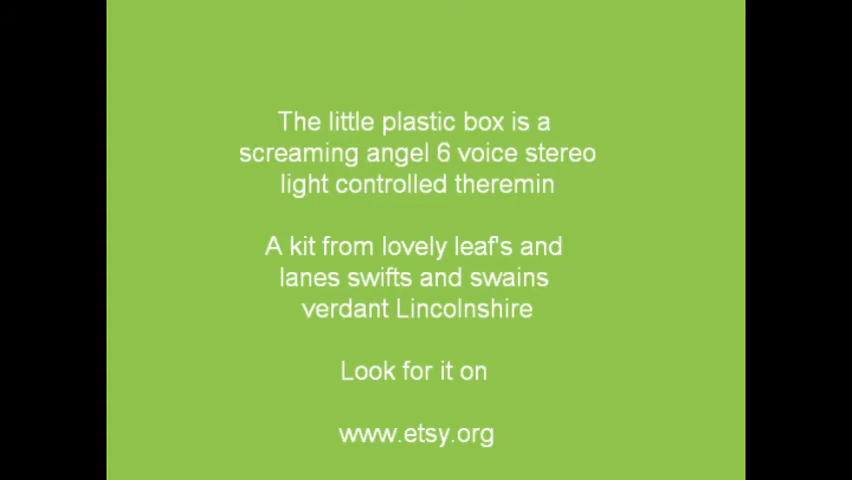 The little plastic box is a
screaming angel 6 voice stereo
light controlled theremin
A kit from lovely leaf's and
lanes swifts and swains
verdant Lincolnshire
Look for it on
www.etsy.org